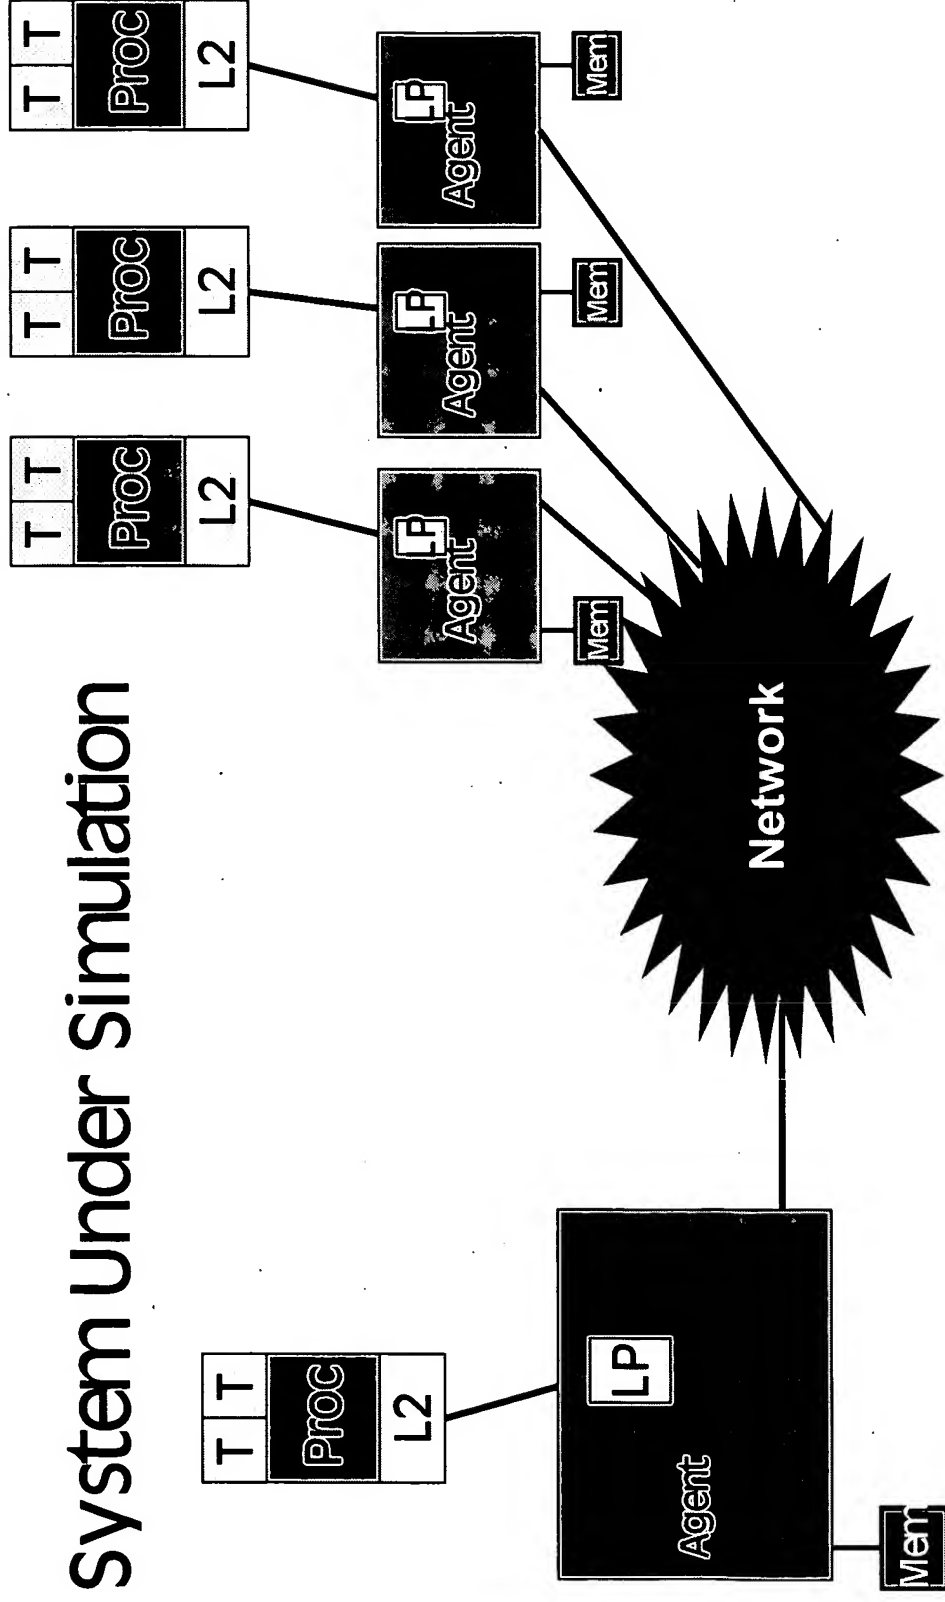 System Under Simulation
T T
Proc
L2
LP
Agent
Mem
Network
T T
Proc
L2
LP
Agent
Mem
T T
Proc
L2
LP
Agent
Mem
T T
Proc
L2
LP
Agent
Mem